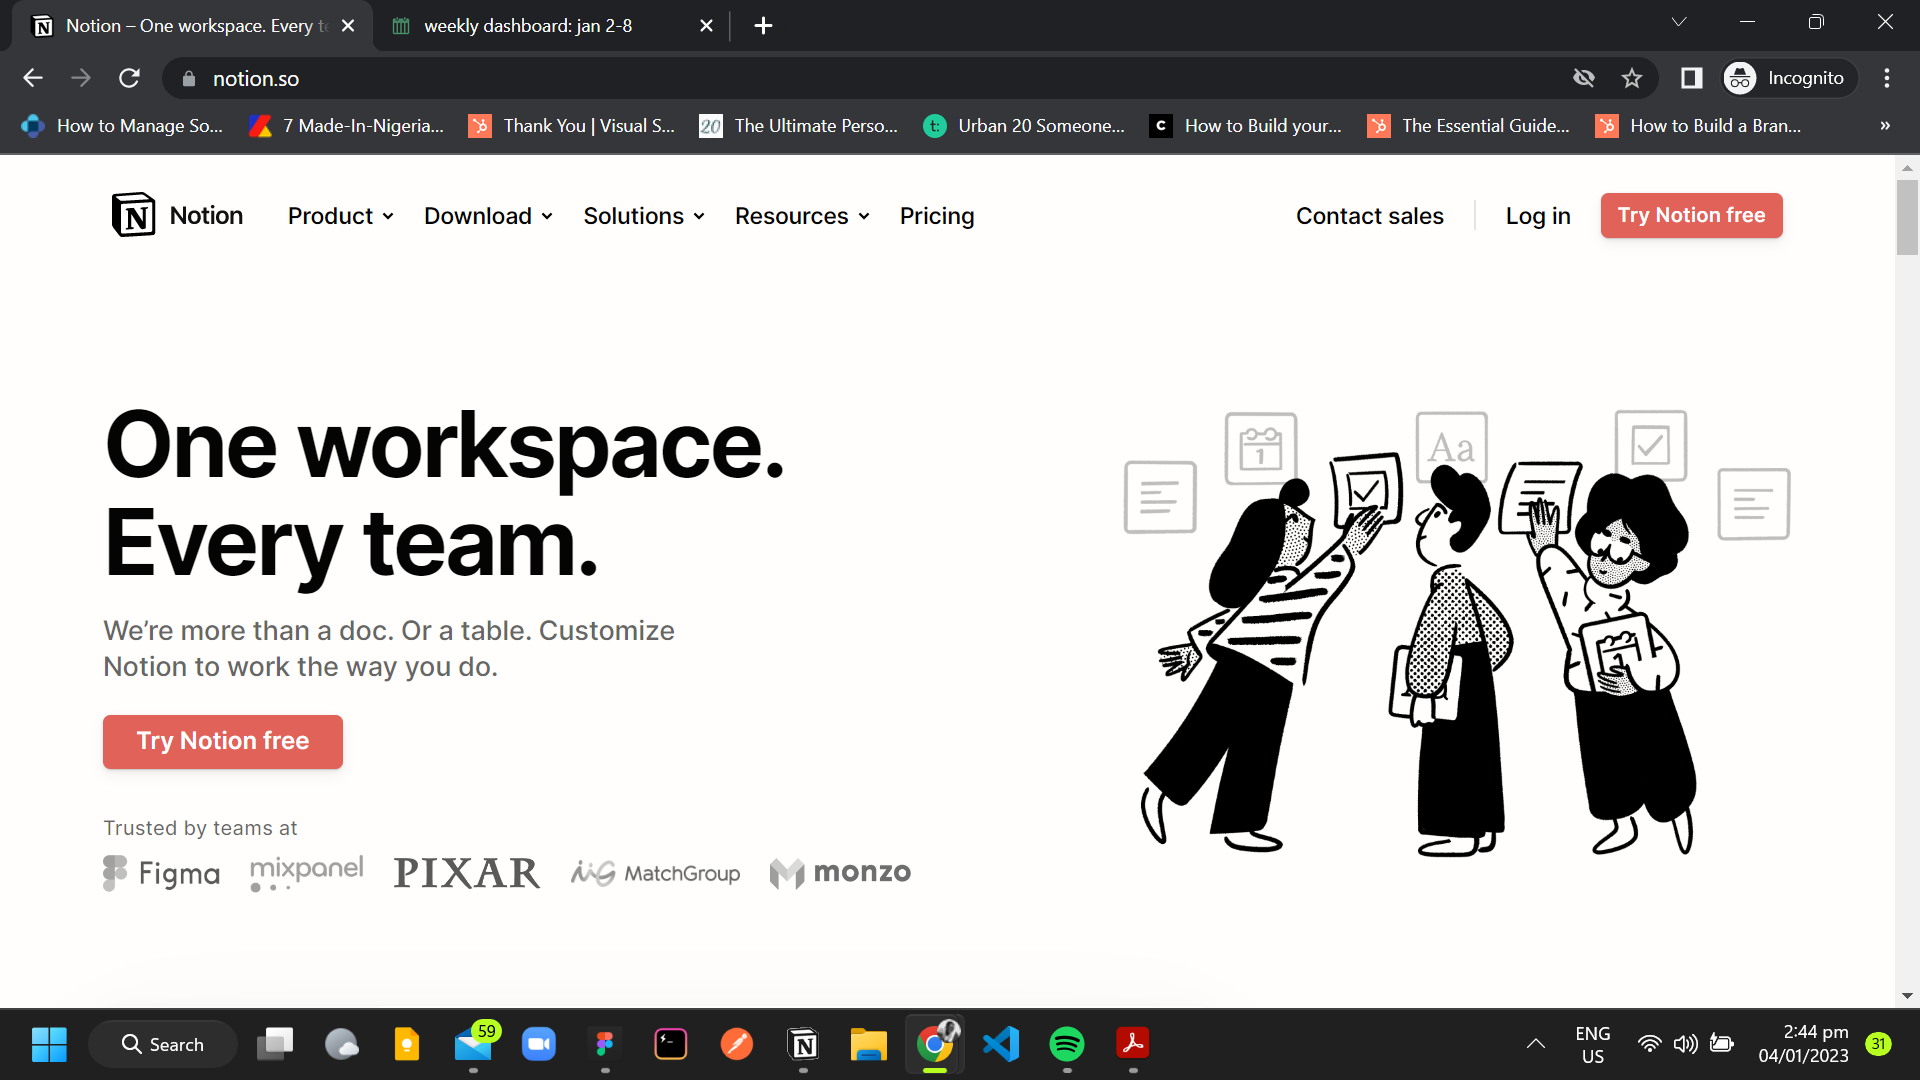 Notion – One workspace. Every te
weekly dashboard: jan 2-8
notion.so
Incognito
How to Manage So...
7 Made-In-Nigeria...
Thank You | Visual S...
20
The Ultimate Perso...
t:
Urban 20 Someone...
C
How to Build your...
The Essential Guide...
How to Build a Bran...
»
N
Notion
Product
Download
Solutions
Resources
Pricing
Contact sales
Log in
Try Notion free
One workspace.
Every team.
We’re more than a doc. Or a table. Customize
Notion to work the way you do.
Try Notion free
Trusted by teams at
Figma
mixpanel
PIXAR
MatchGroup
monzo
1
Aa
1
Search
59
N
ENG
US
2:44 pm
04/01/2023
31